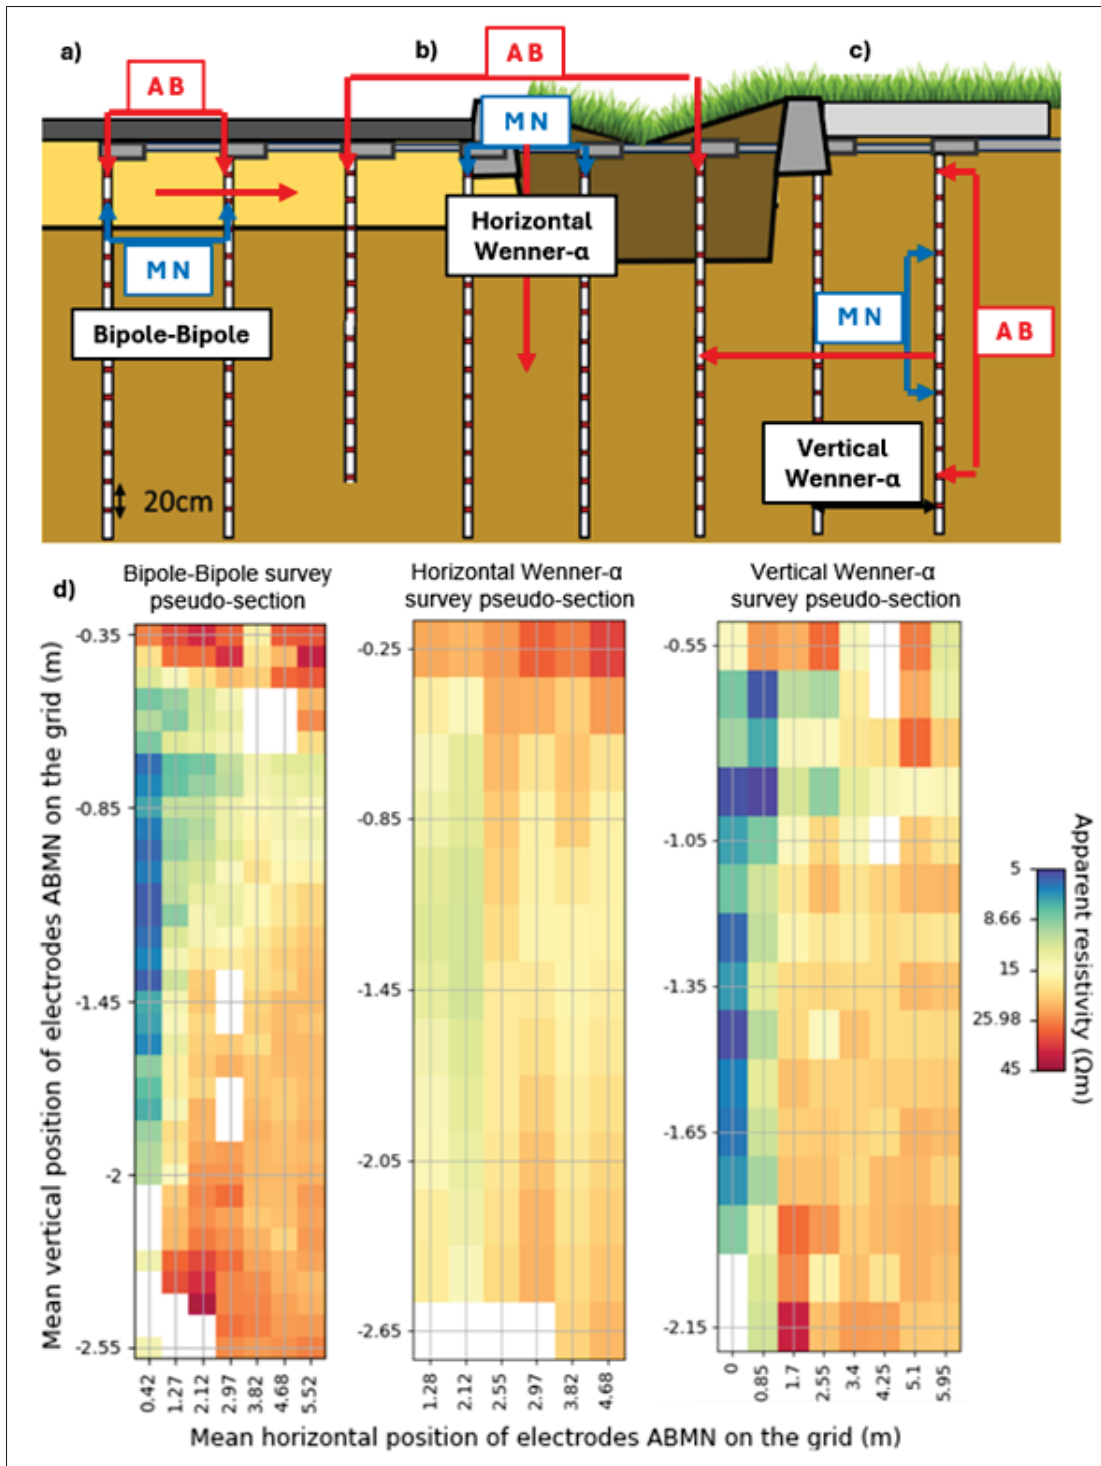 a)
b)
c)
A B
A B
M N
Horizontal
Wenner-α
M N
Bipole-Bipole
M N
A B
Vertical
Wenner-α
20cm
d)
Bipole-Bipole survey
pseudo-section
Horizontal Wenner-α
survey pseudo-section
Vertical Wenner-α
survey pseudo-section
Mean vertical position of electrodes ABMN on the grid (m)
-0.35
-0.85
-1.45
-2
-2.55
0.42
1.27
2.12
2.97
3.82
4.68
5.52
-0.25
-0.85
-1.45
-2.05
-2.65
1.28
2.12
2.55
2.97
3.82
4.68
-0.55
-1.05
-1.35
-1.65
-2.15
0
0.85
1.7
2.55
3.4
4.25
5.1
5.95
5
8.66
15
25.98
45
Apparent resistivity (Ωm)
Mean horizontal position of electrodes ABMN on the grid (m)